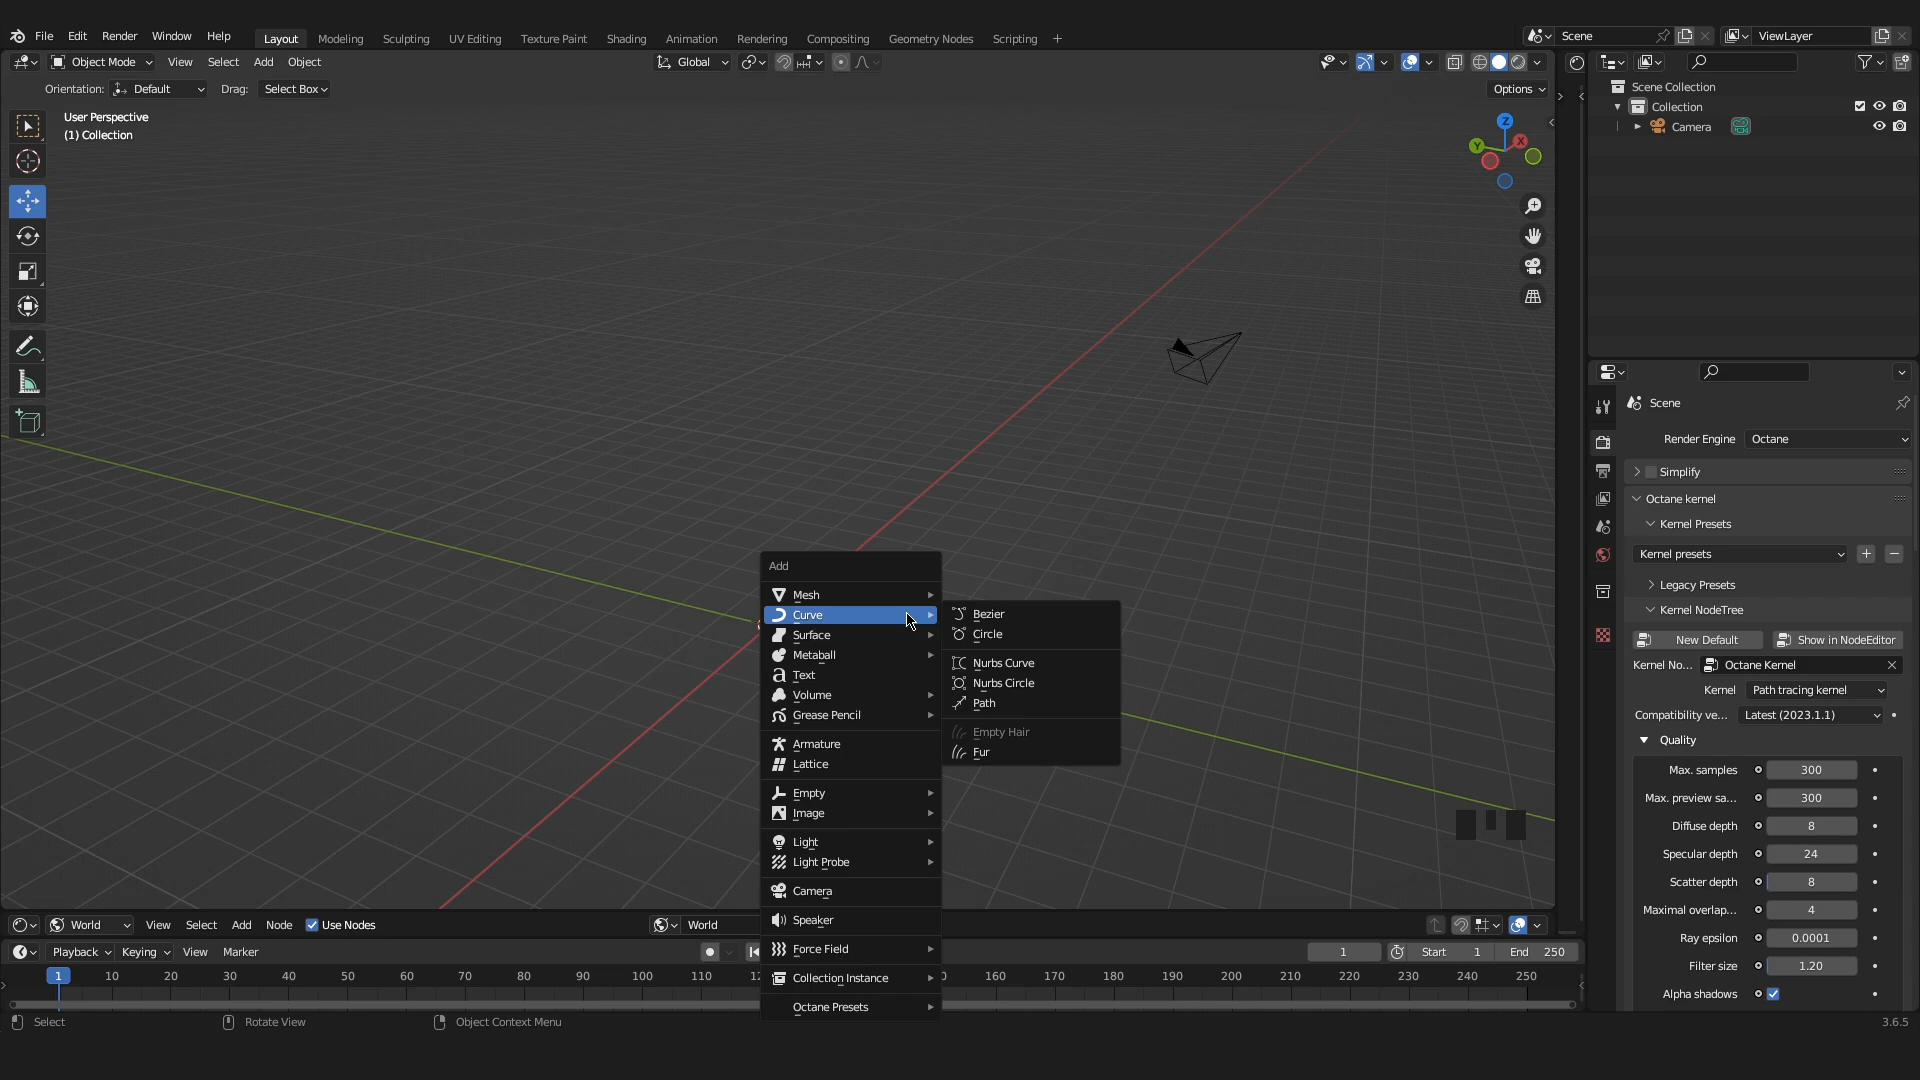 File Edit Render Window Help Layout Modeling Sculpting UV Editing Texture Paint Shading Animation Rendering Compositing Geometry Nodes Scripting + Scene ViewLayer
Object Mode View Select Add Object Global
Orientation: Default Drag: Select Box Options
User Perspective
(1) Collection
Z
Y X
Scene Collection
Collection
Camera
Scene
Render Engine Octane
Simplify
Octane kernel
Kernel Presets
Kernel presets
Legacy Presets
Kernel NodeTree
New Default Show in NodeEditor
Kernel No... Octane Kernel
Kernel Path tracing kernel
Compatibility ve... Latest (2023.1.1)
Quality
Max. samples 300
Max. preview sa... 300
Diffuse depth 8
Specular depth 24
Scatter depth 8
Maximal overlap... 4
Ray epsilon 0.0001
Filter size 1.20
Alpha shadows
Add
Mesh
Curve
Surface
Metaball
Text
Volume
Grease Pencil
Armature
Lattice
Empty
Image
Light
Light Probe
Camera
Speaker
Force Field
Collection Instance
Octane Presets
Bezier
Circle
Nurbs Curve
Nurbs Circle
Path
Empty Hair
Fur
World View Select Add Node Use Nodes World
Playback Keying View Marker 1 Start 1 End 250
1 10 20 30 40 50 60 70 80 90 100 110 160 170 180 190 200 210 220 230 240 250
Select Rotate View Object Context Menu 3.6.5